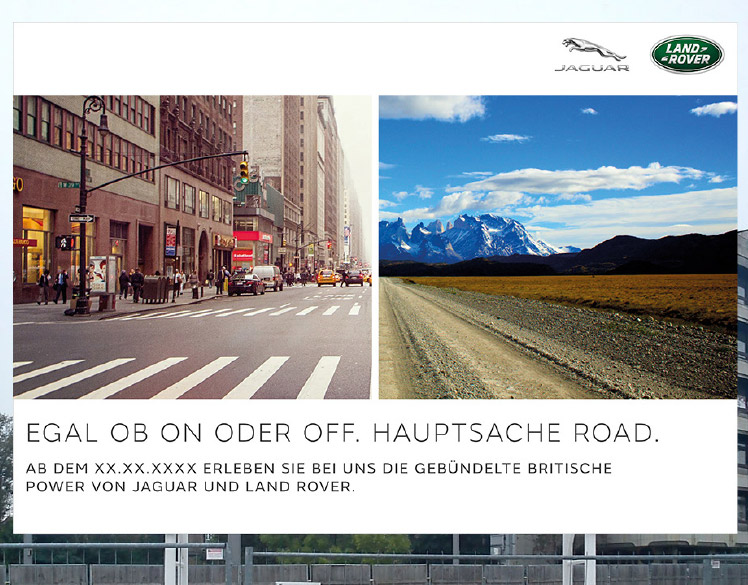 JAGUAR
LAND
ROVER
EGAL OB ON ODER OFF. HAUPTSACHE ROAD.
AB DEM XX.XX.XXXX ERLEBEN SIE BEI UNS DIE GEBÜNDELTE BRITISCHE
POWER VON JAGUAR UND LAND ROVER.